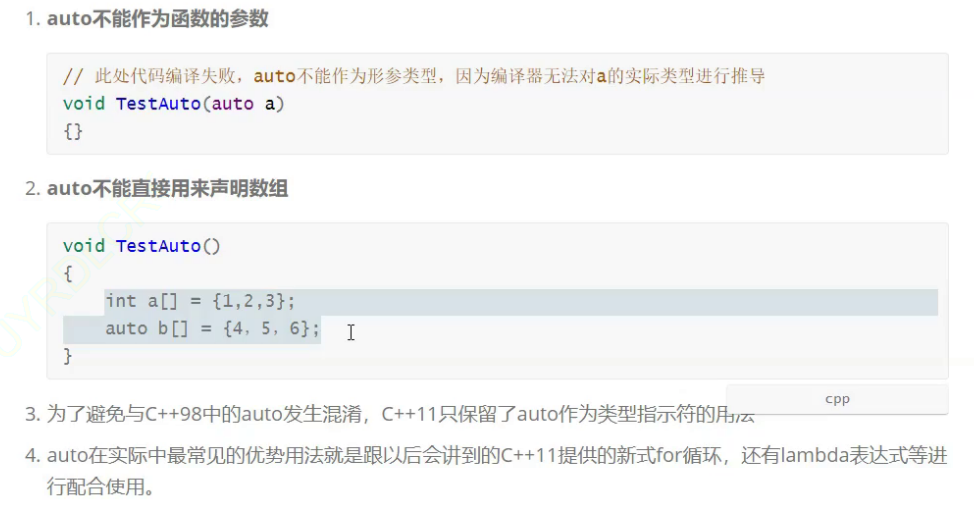 1. auto不能作为函数的参数
// 此处代码编译失败，auto不能作为形参类型，因为编译器无法对a的实际类型进行推导
void TestAuto(auto a)
{}
2. auto不能直接用来声明数组
void TestAuto()
{
int a[] = {1,2,3};
auto b[] = {4, 5, 6};
}
cpp
3. 为了避免与C++98中的auto发生混淆，C++11只保留了auto作为类型指示符的用法
4. auto在实际中最常见的优势用法就是跟以后会讲到的C++11提供的新式for循环，还有lambda表达式等进
行配合使用。